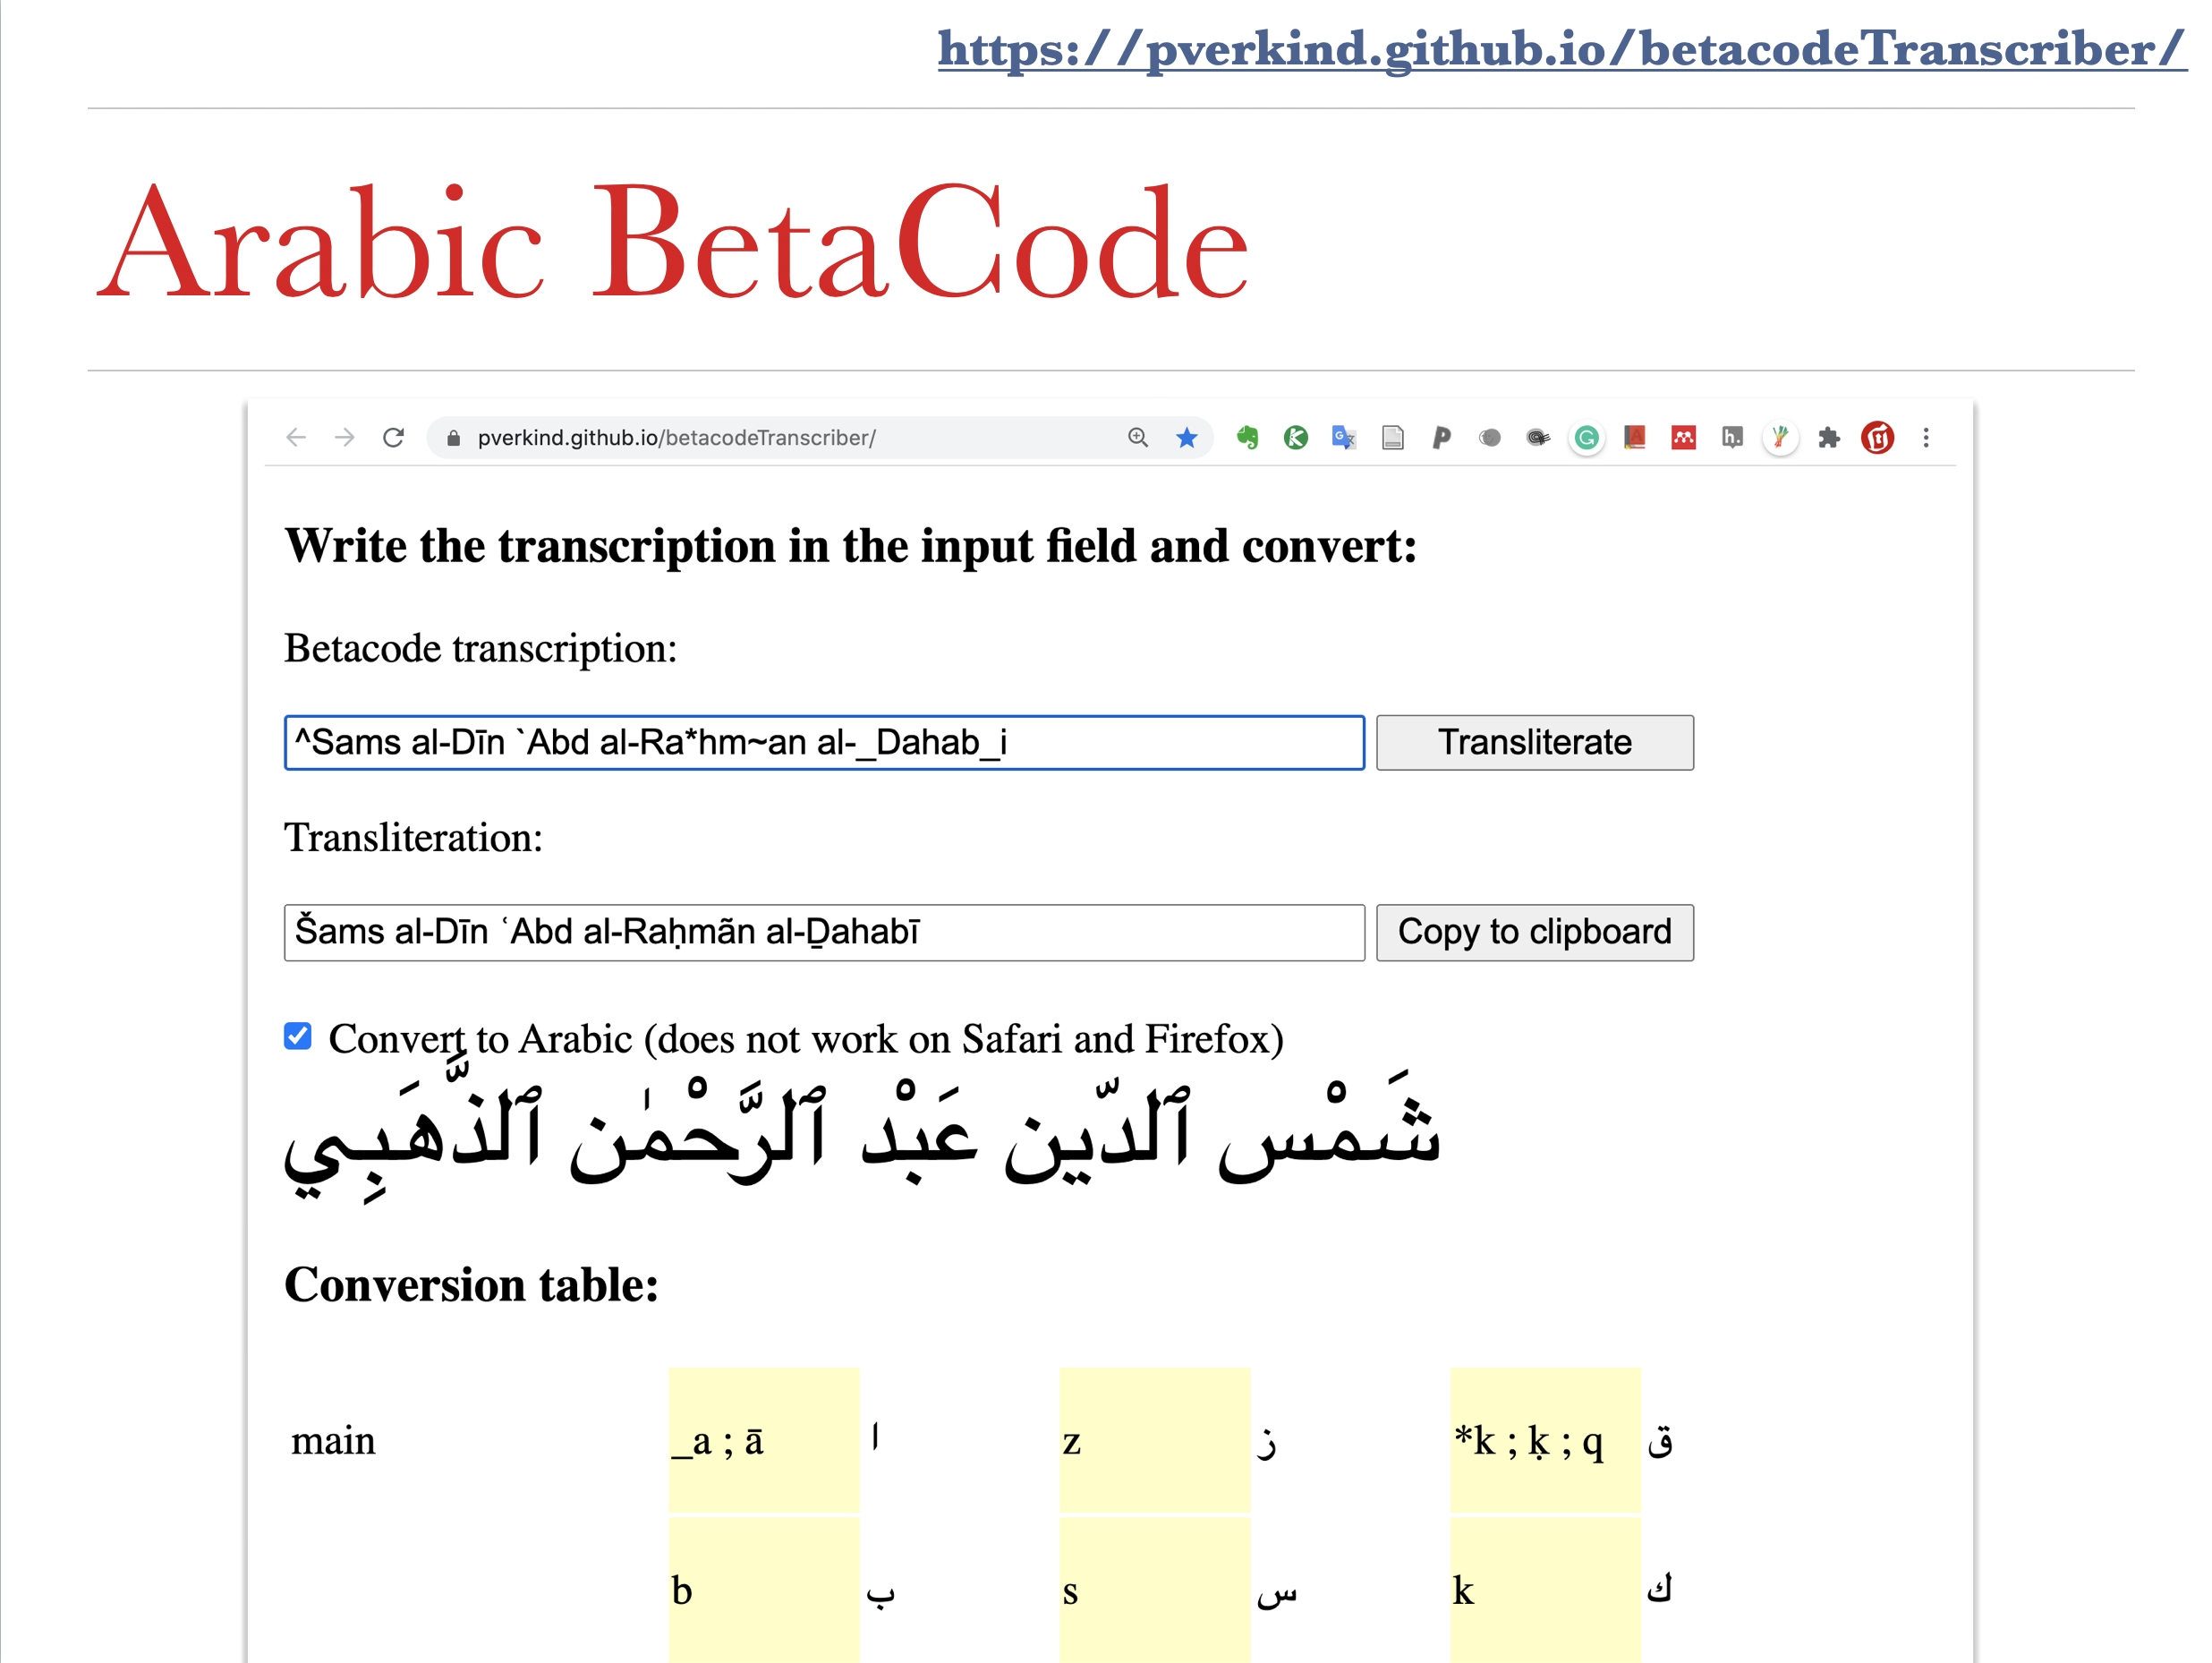 https://pverkind.github.io/betacodeTranscriber/
Arabic BetaCode
pverkind.github.io/betacodeTranscriber/
Write the transcription in the input field and convert:
Betacode transcription:
^Sams al-Dīn `Abd al-Ra*hm~an al-_Dahab_i Transliterate
Transliteration:
Šams al-Dīn ʿAbd al-Raḥmãn al-Ḏahabī Copy to clipboard
Convert to Arabic (does not work on Safari and Firefox)
شَمْس ٱلدّين عَبْد ٱلرَّحْمٰن ٱلذَّهَبِي
Conversion table:
main _a ; ā ا z ز *k ; ḳ ; q ق
b ب s س k ك